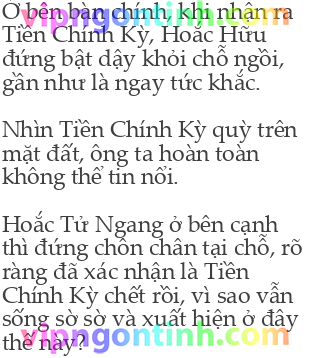 Ở bên bàn chính, khi nhận ra
Tiền Chính Kỳ, Hoắc Hữu
đứng bật dậy khỏi chỗ ngồi,
gần như là ngay tức khắc.
Nhìn Tiền Chính Kỳ quỳ trên
mặt đất, ông ta hoàn toàn
không thể tin nổi.
Hoắc Tử Ngang ở bên cạnh
thì đứng chôn chân tại chỗ, rõ
ràng đã xác nhận là Tiền
Chính Kỳ chết rồi, vì sao vẫn
sống sờ sờ và xuất hiện ở đây
thế này?
vipngontinh.com
vipngontinh.com